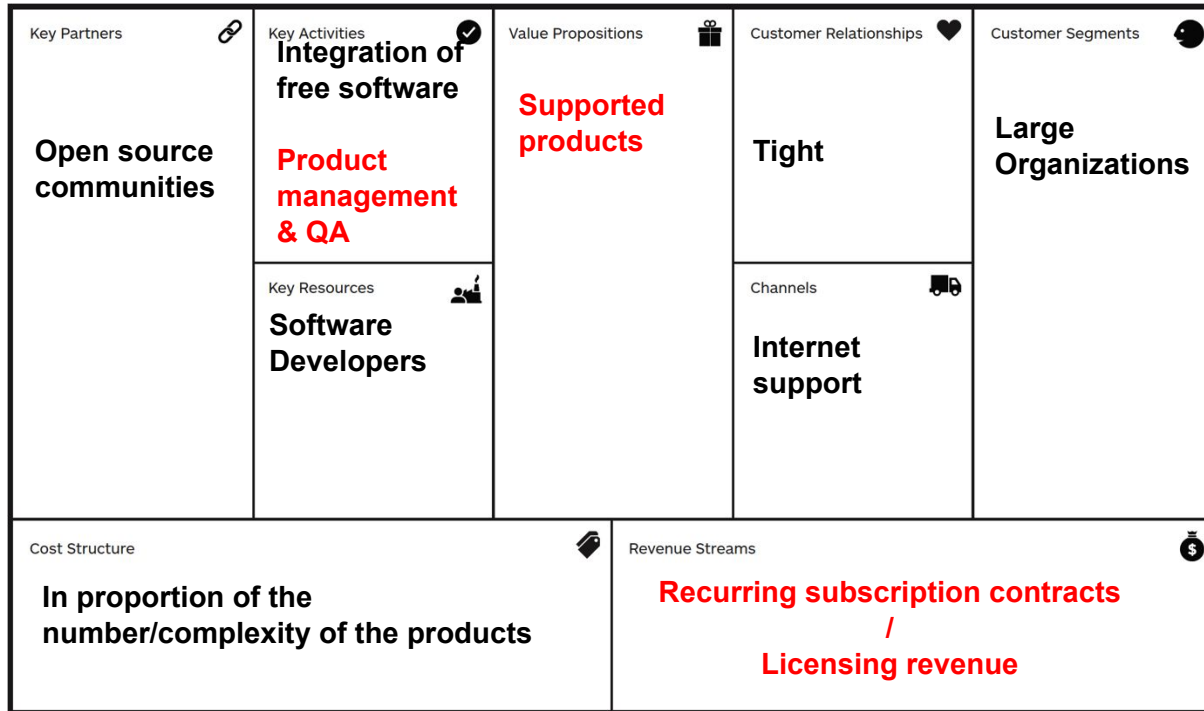 Key Partners
Open source
communities
Key Activities
Integration of
free software
Product
management
& QA
Key Resources
Software
Developers
Value Propositions
Supported
products
Customer Relationships
Tight
Channels
Internet
support
Customer Segments
Large
Organizations
Cost Structure
In proportion of the
number/complexity of the products
Revenue Streams
$
Recurring subscription contracts
/
Licensing revenue